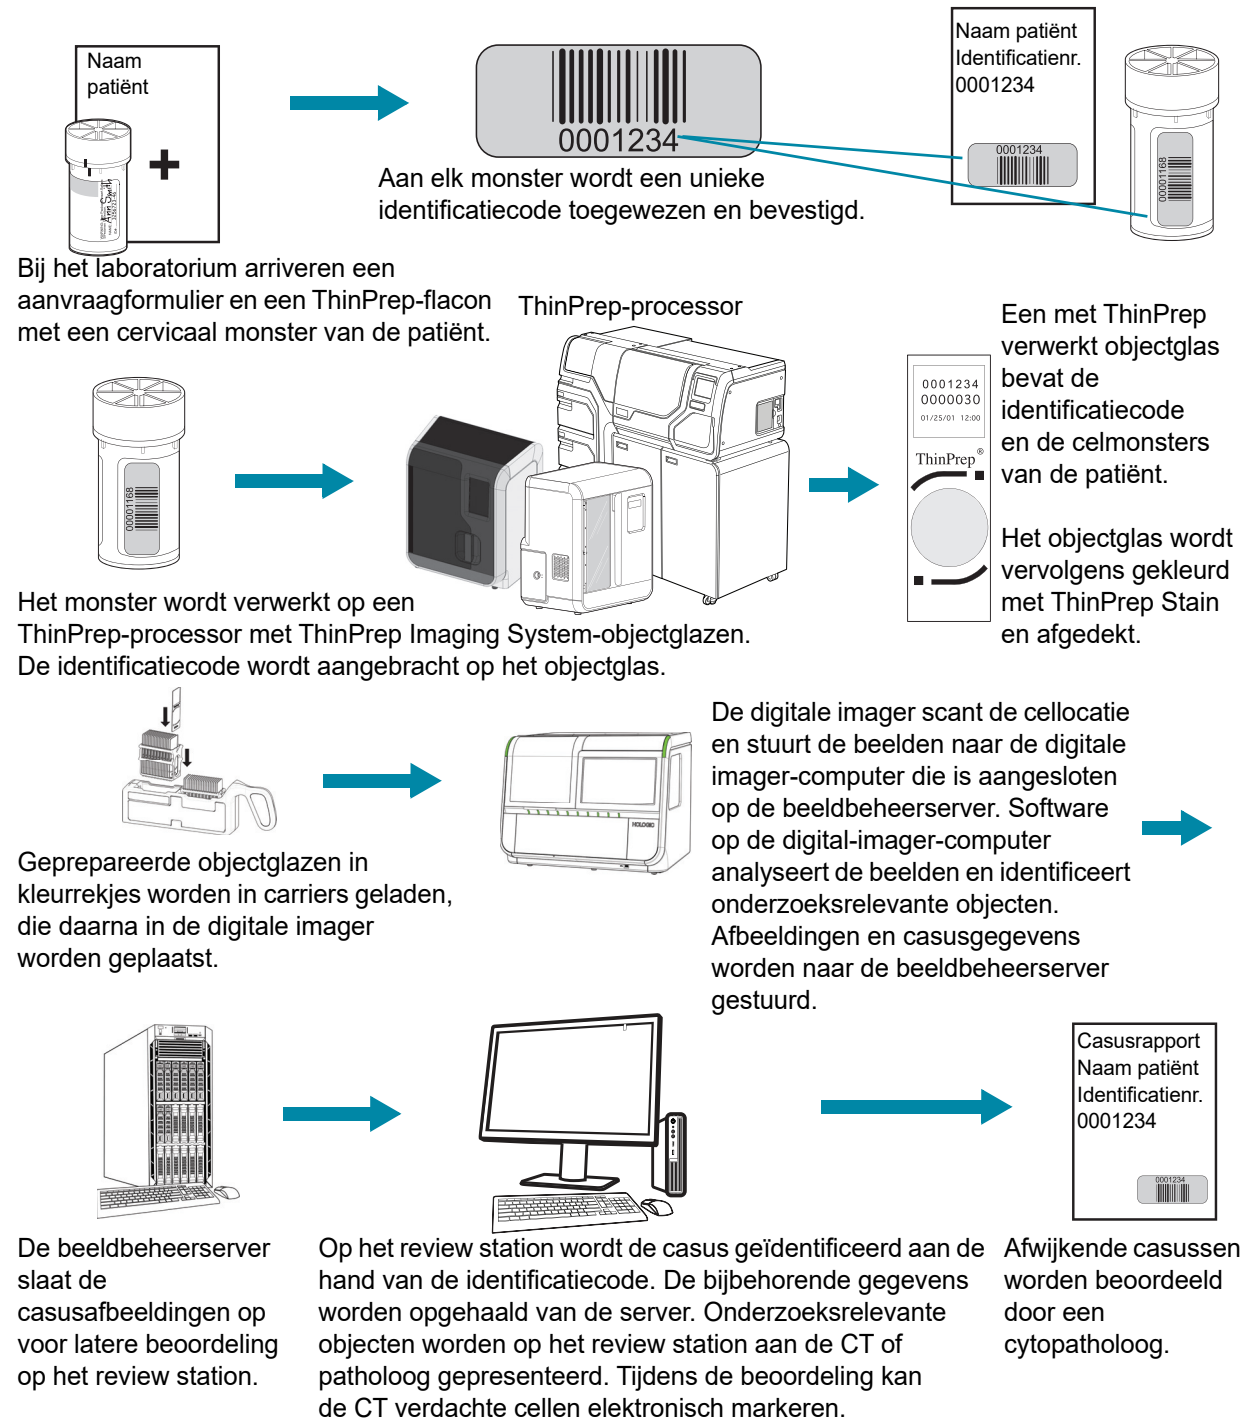 Naam
patiënt
0001234
Naam patiënt
Identificatienr.
0001234
0001234
00001168
Aan elk monster wordt een unieke
identificatiecode toegewezen en bevestigd.
Bij het laboratorium arriveren een
aanvraagformulier en een ThinPrep-flacon
met een cervicaal monster van de patiënt.
ThinPrep-processor
00001168
0001234
0000030
01/25/01 12:00
ThinPrep®
Een met ThinPrep
verwerkt objectglas
bevat de
identificatiecode
en de celmonsters
van de patiënt.
Het objectglas wordt
vervolgens gekleurd
met ThinPrep Stain
en afgedekt.
Het monster wordt verwerkt op een
ThinPrep-processor met ThinPrep Imaging System-objectglazen.
De identificatiecode wordt aangebracht op het objectglas.
HOLOGIC
Geprepareerde objectglazen in
kleurrekjes worden in carriers geladen,
die daarna in de digitale imager
worden geplaatst.
De digitale imager scant de cellocatie
en stuurt de beelden naar de digitale
imager-computer die is aangesloten
op de beeldbeheerserver. Software
op de digital-imager-computer
analyseert de beelden en identificeert
onderzoeksrelevante objecten.
Afbeeldingen en casusgegevens
worden naar de beeldbeheerserver
gestuurd.
Casusrapport
Naam patiënt
Identificatienr.
0001234
0001234
De beeldbeheerserver
slaat de
casusafbeeldingen op
voor latere beoordeling
op het review station.
Op het review station wordt de casus geïdentificeerd aan de
hand van de identificatiecode. De bijbehorende gegevens
worden opgehaald van de server. Onderzoeksrelevante
objecten worden op het review station aan de CT of
patholoog gepresenteerd. Tijdens de beoordeling kan
de CT verdachte cellen elektronisch markeren.
Afwijkende casussen
worden beoordeeld
door een
cytopatholoog.